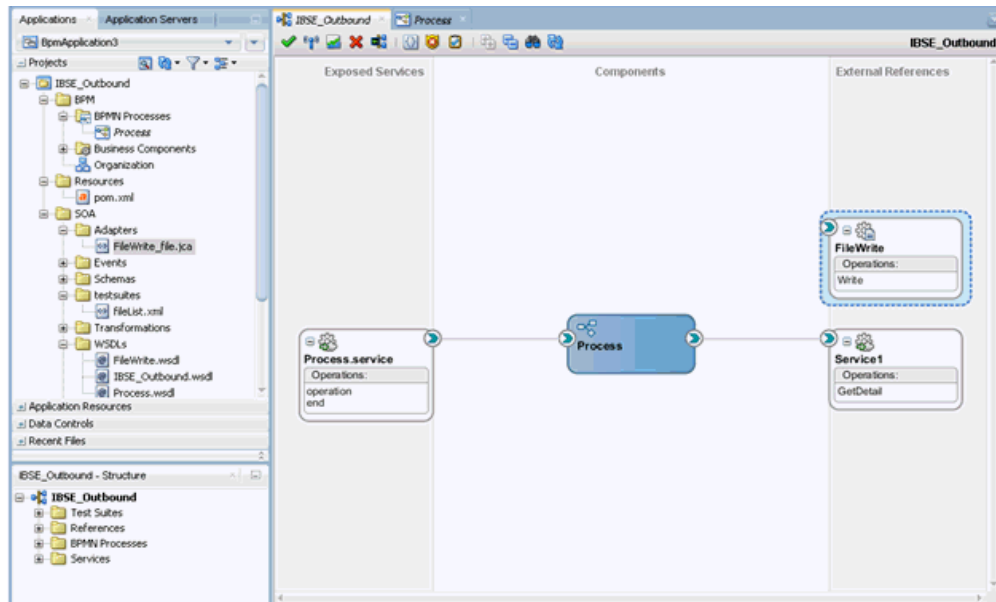 Applications
Application Servers
BpmApplication3
Projects
IBSE_Outbound
BPM
BPMN Processes
Process
Business Components
Organization
Resources
pom.xml
SOA
Adapters
FileWrite_file.jca
Events
Schemas
testsuites
fileList.xml
Transformations
WSDLs
FileWrite.wsdl
IBSE_Outbound.wsdl
Process.wsdl
Application Resources
Data Controls
Recent Files
IBSE_Outbound - Structure
IBSE_Outbound
Test Suites
References
BPMN Processes
Services
IBSE_Outbound
Process
IBSE_Outbound
Exposed Services
Components
External References
Process.service
Operations:
operation
end
Process
FileWrite
Operations:
Write
Service1
Operations:
GetDetail